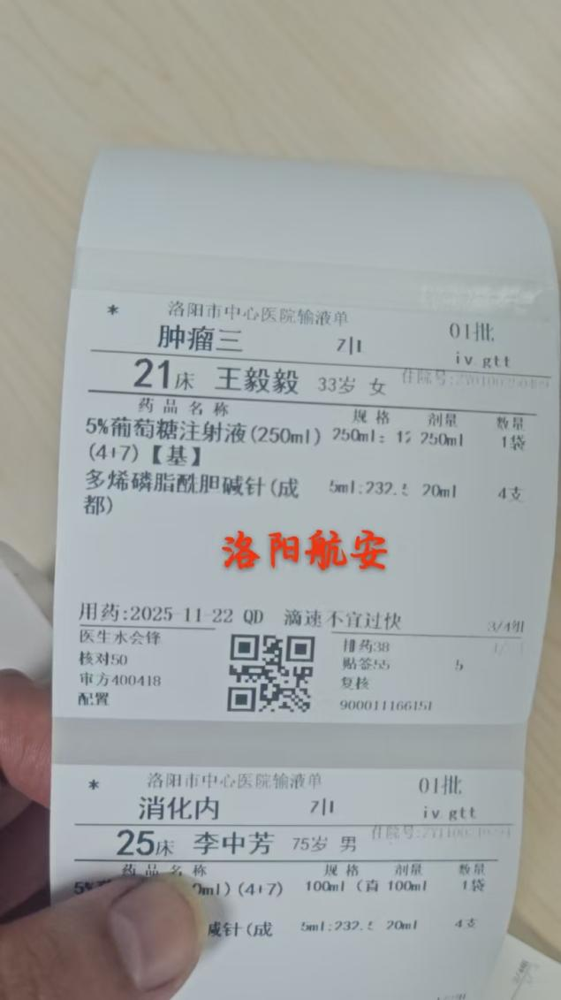 * 洛阳市中心医院输液单 01批
肿瘤三 iv.gtt
21床 王毅毅 33岁 女 住院号:
药品名称 规格 剂量 数量
5%葡萄糖注射液(250ml) 250ml: 12 250ml 1袋
(4+7)【基】
多烯磷脂酰胆碱针(成 5ml:232.5 20ml 4支
都)
洛阳航安
用药:2025-11-22 QD 滴速不宜过快 3/4组
医生水会锋 排药38
核对50 贴签55 5
审方400418 复核
配置 900011166151
* 洛阳市中心医院输液单 01批
消化内 iv.gtt
25床 李中芳 75岁 男 住院号:
药品名称 规格 剂量 数量
5% 0ml)(4+7) 100ml(直 100ml 1袋
碱针(成 5ml:232.5 20ml 4支